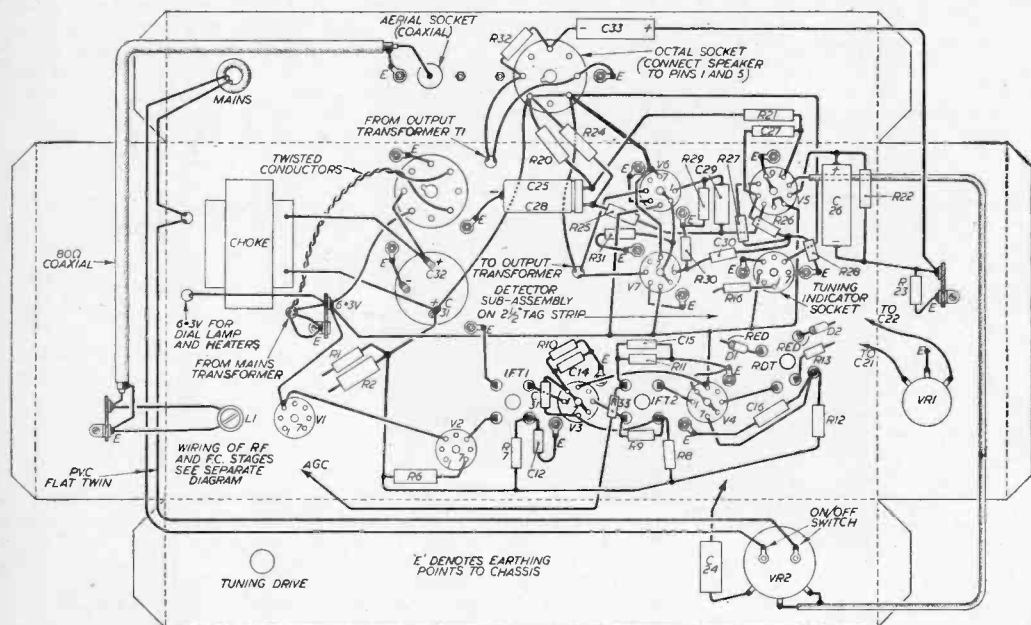 AERIAL SOCKET
(COAXIAL)
E
R32
C33
+
OCTAL SOCKET
(CONNECT SPEAKER
TO PINS 1 AND 5)
E
MAINS
FROM OUTPUT
TRANSFORMER T1
R21
C27
TWISTED
CONDUCTORS
E
R20
R24
E
V6
R29
C29
R27
E
V5
R22
C
26
C25
C28
E
R25
R26
CHOKE
80Ω
COAXIAL
E
C32
+
R31
E
C30
R30
E
R28
TO OUTPUT
TRANSFORMER
V7
R16
E
TUNING
INDICATOR
SOCKET
R
23
E
C
31
+
DETECTOR
SUB-ASSEMBLY
ON 2½" TAG STRIP
6·3V
6·3V FOR
DIAL LAMP
AND HEATERS
E
E
FROM MAINS
TRANSFORMER
TO
C22
TO
C21
RED
D1
RED
D2
RDT
R13
R1
R2
R10
C14
E
C15
R11
E
IFT1
V3
R33
IFT2
V4
C16
E
R12
E
VR1
L1
E
V1
V2
R
7
C12
E
R9
R8
E
WIRING OF R.F.
AND F.C. STAGES
SEE SEPARATE
DIAGRAM
AGC
R6
PVC
FLAT TWIN
ON/OFF
SWITCH
TUNING DRIVE
'E' DENOTES EARTHING
POINTS TO CHASSIS
C
24
VR2